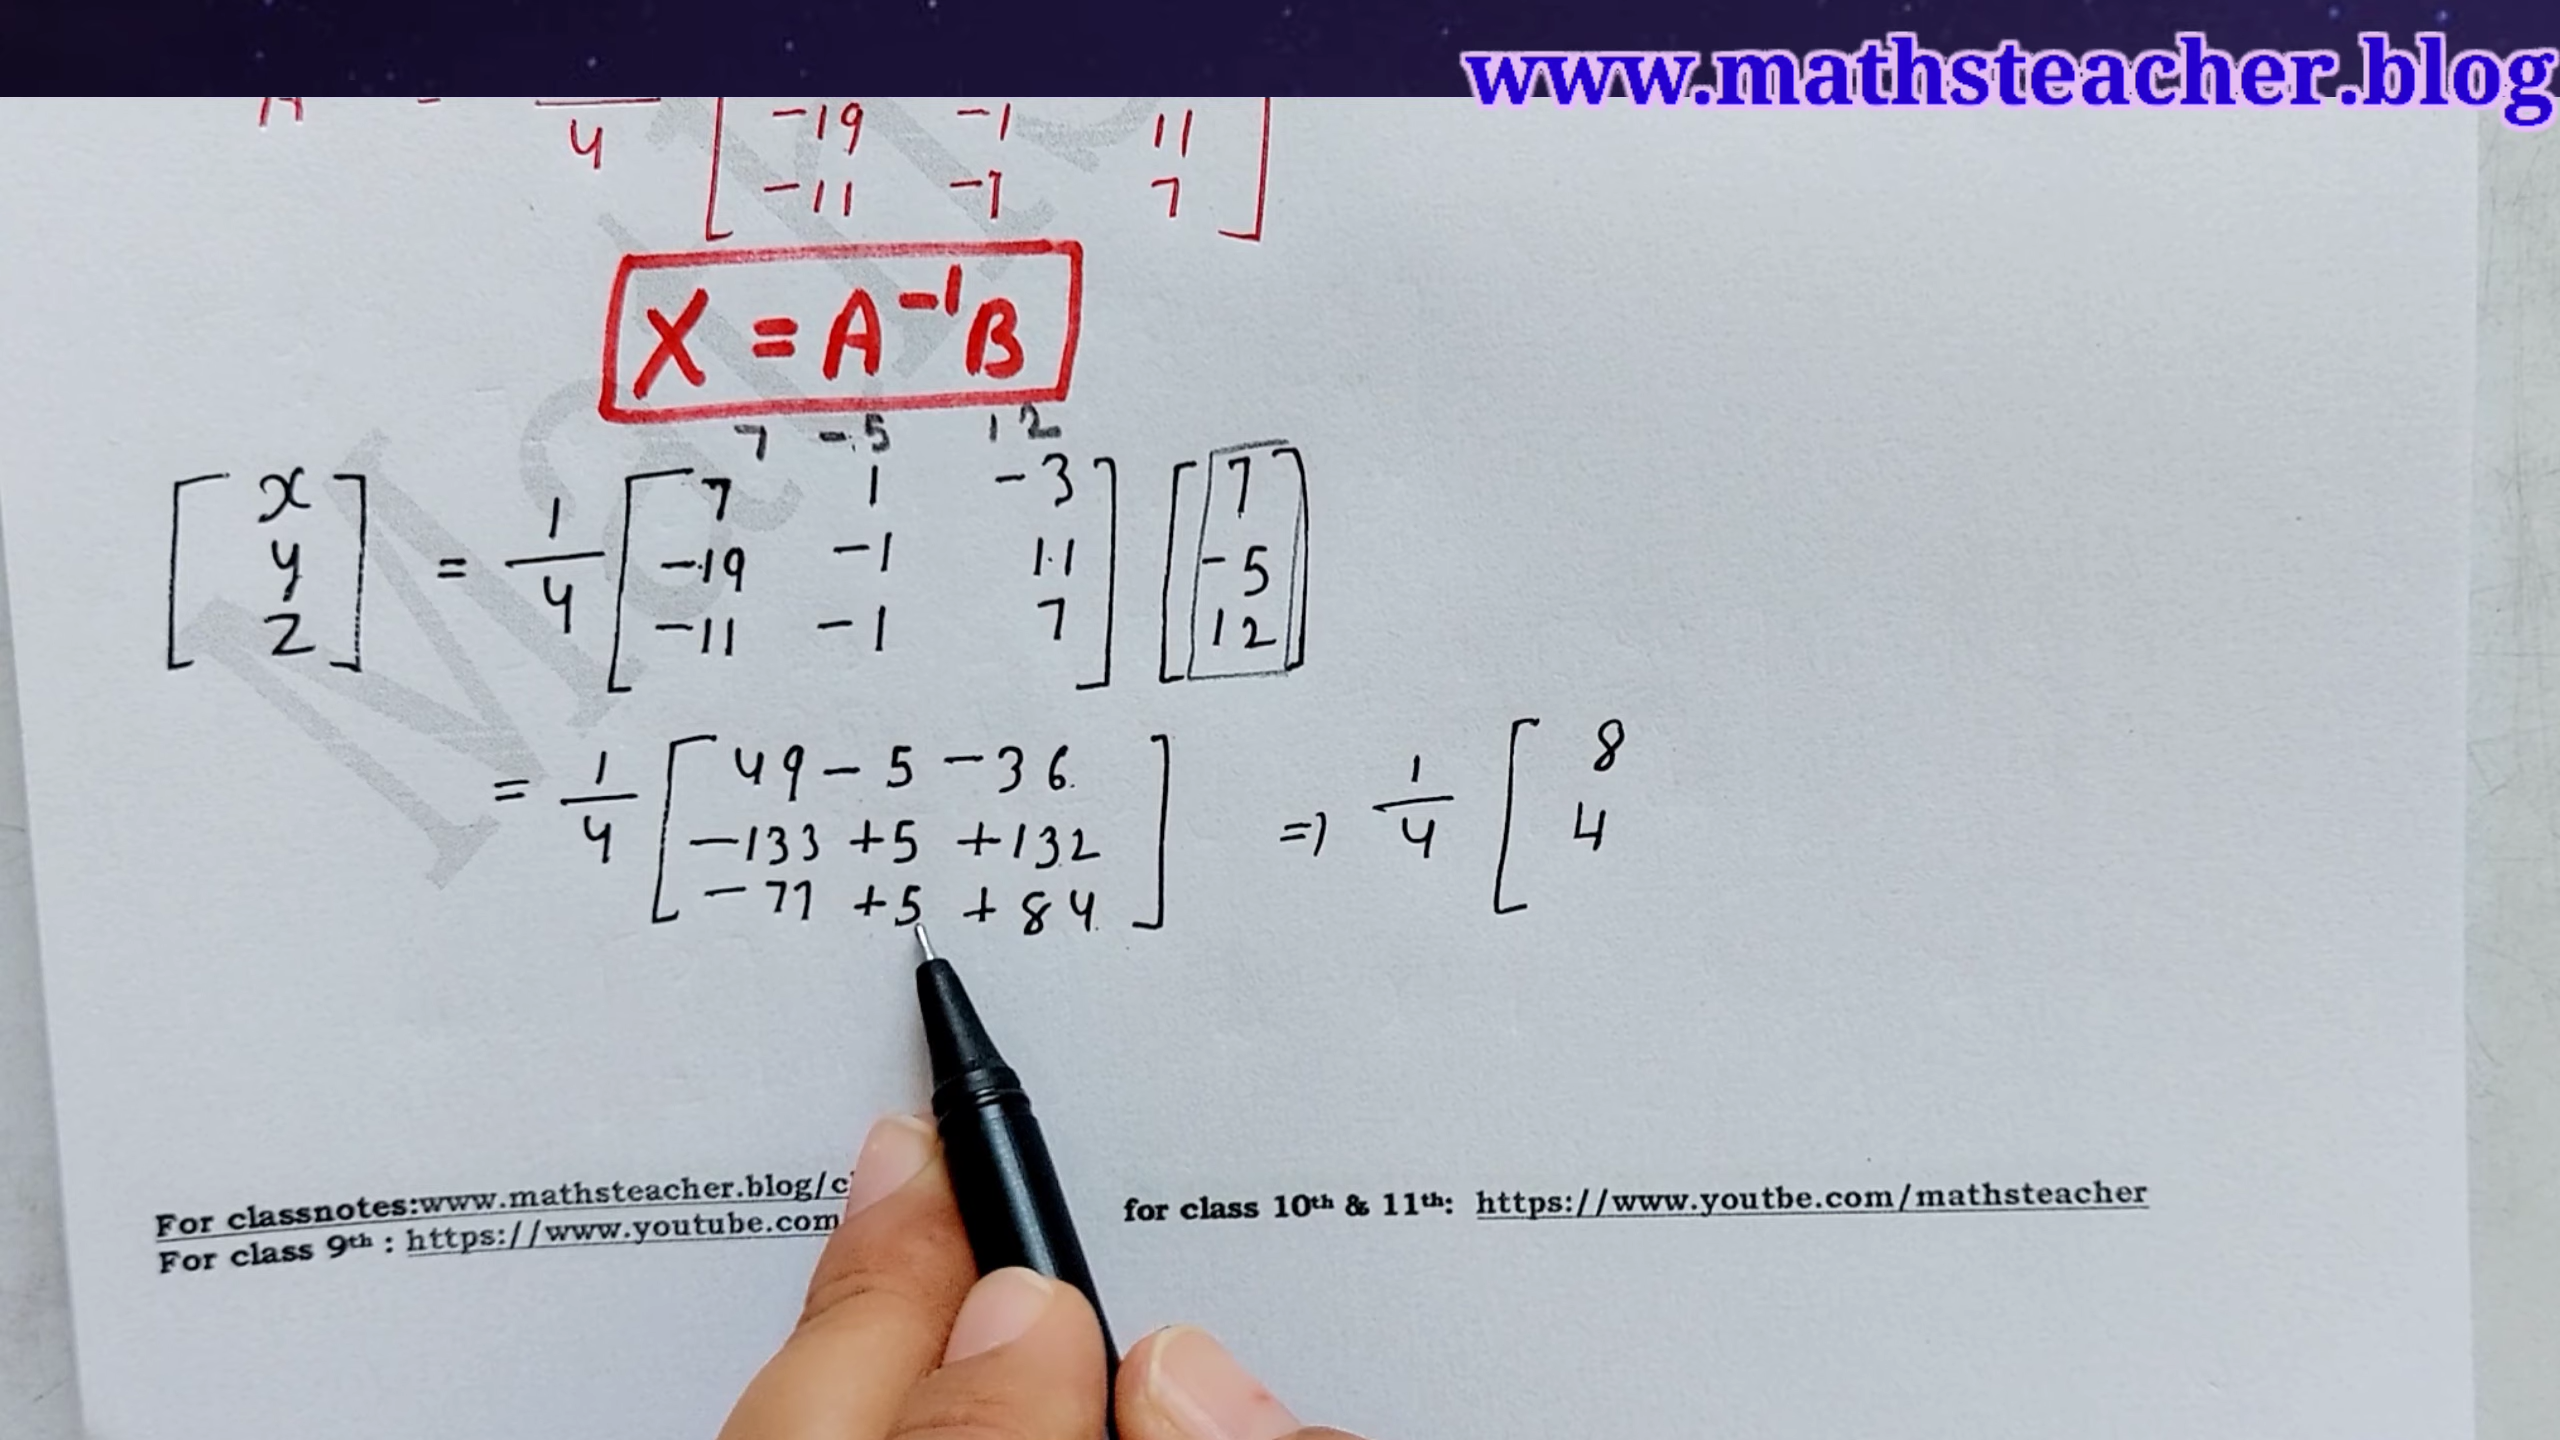 www.mathsteacher.blog
A - 4 [ -19 -1 11 ]
-11 -1 7
X = A⁻¹B
7 -5 12
[ x y z ] = 1/4 [ 7 1 -3 ] [ 7 ]
-19 -1 11 -5
-11 -1 7 12
= 1/4 [ 49 - 5 - 36 ] => 1/4 [ 8
-133 +5 +132 4
-77 +5 + 84
For classnotes:www.mathsteacher.blog/c
for class 10th & 11th: https://www.youtbe.com/mathsteacher
For class 9th : https://www.youtube.com